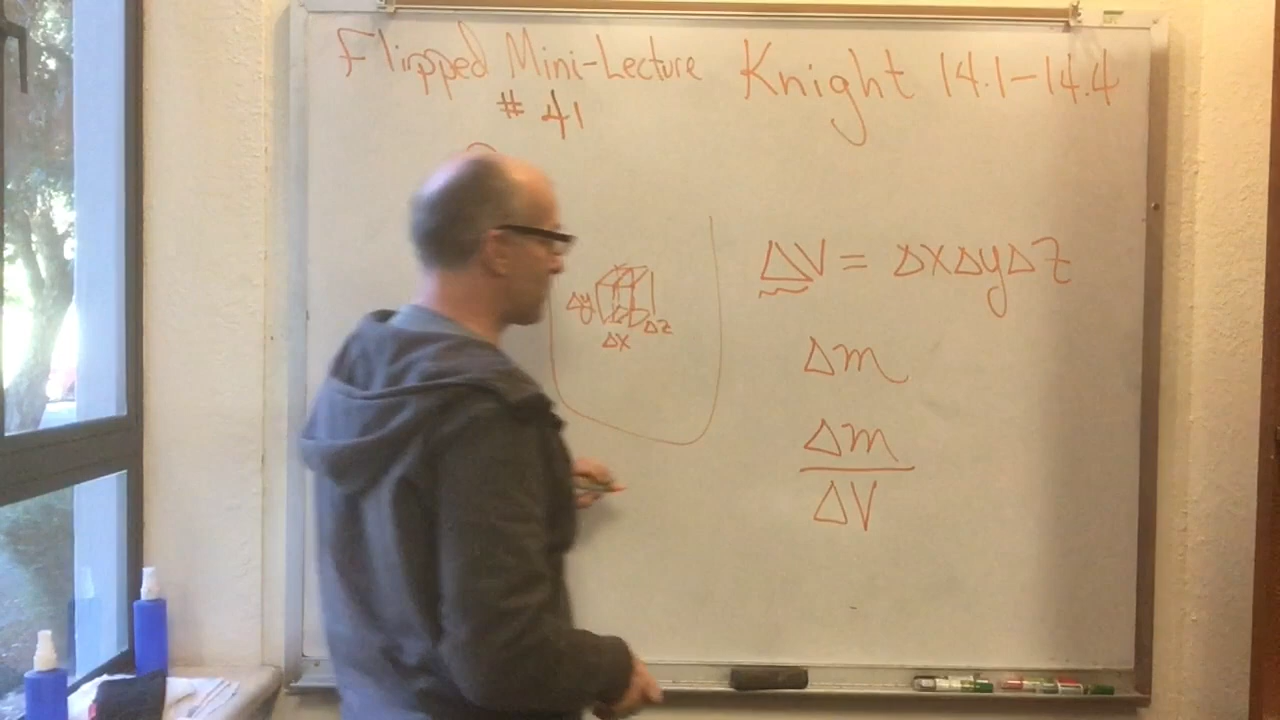 Flipped Mini-Lecture Knight 14.1-14.4
# 41
ΔV = ΔxΔyΔz
Δy
Δz
Δx
Δm
Δm
ΔV